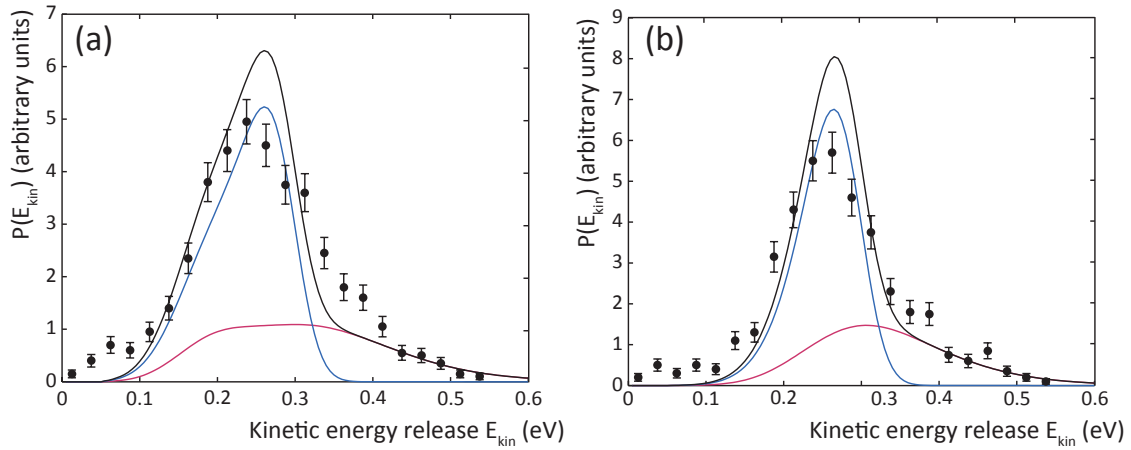 (a)
P(E_kin) (arbitrary units)
7
6
5
4
3
2
1
0
0 0.1 0.2 0.3 0.4 0.5 0.6
Kinetic energy release E_kin (eV)
(b)
P(E_kin) (arbitrary units)
9
8
7
6
5
4
3
2
1
0
0 0.1 0.2 0.3 0.4 0.5 0.6
Kinetic energy release E_kin (eV)